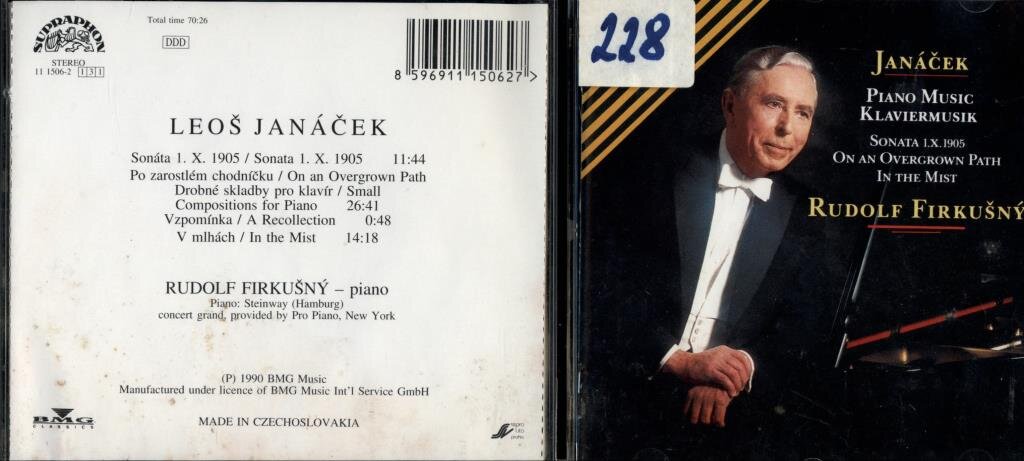 SUPRAPHON
STEREO
11 1506-2 1 3 1
Total time 70:26
DDD
8 596911 150627 >
LEOŠ JANÁČEK
Sonáta 1. X. 1905 / Sonata 1. X. 1905 11:44
Po zarostlém chodníčku / On an Overgrown Path
Drobné skladby pro klavír / Small
Compositions for Piano 26:41
Vzpomínka / A Recollection 0:48
V mlhách / In the Mist 14:18
RUDOLF FIRKUŠNÝ – piano
Piano: Steinway (Hamburg)
concert grand, provided by Pro Piano, New York
(P) 1990 BMG Music
Manufactured under licence of BMG Music Int'l Service GmbH
BMG
CLASSICS
MADE IN CZECHOSLOVAKIA
228
JANÁČEK
PIANO MUSIC
KLAVIERMUSIK
SONATA 1.X.1905
ON AN OVERGROWN PATH
IN THE MIST
RUDOLF FIRKUŠNÝ